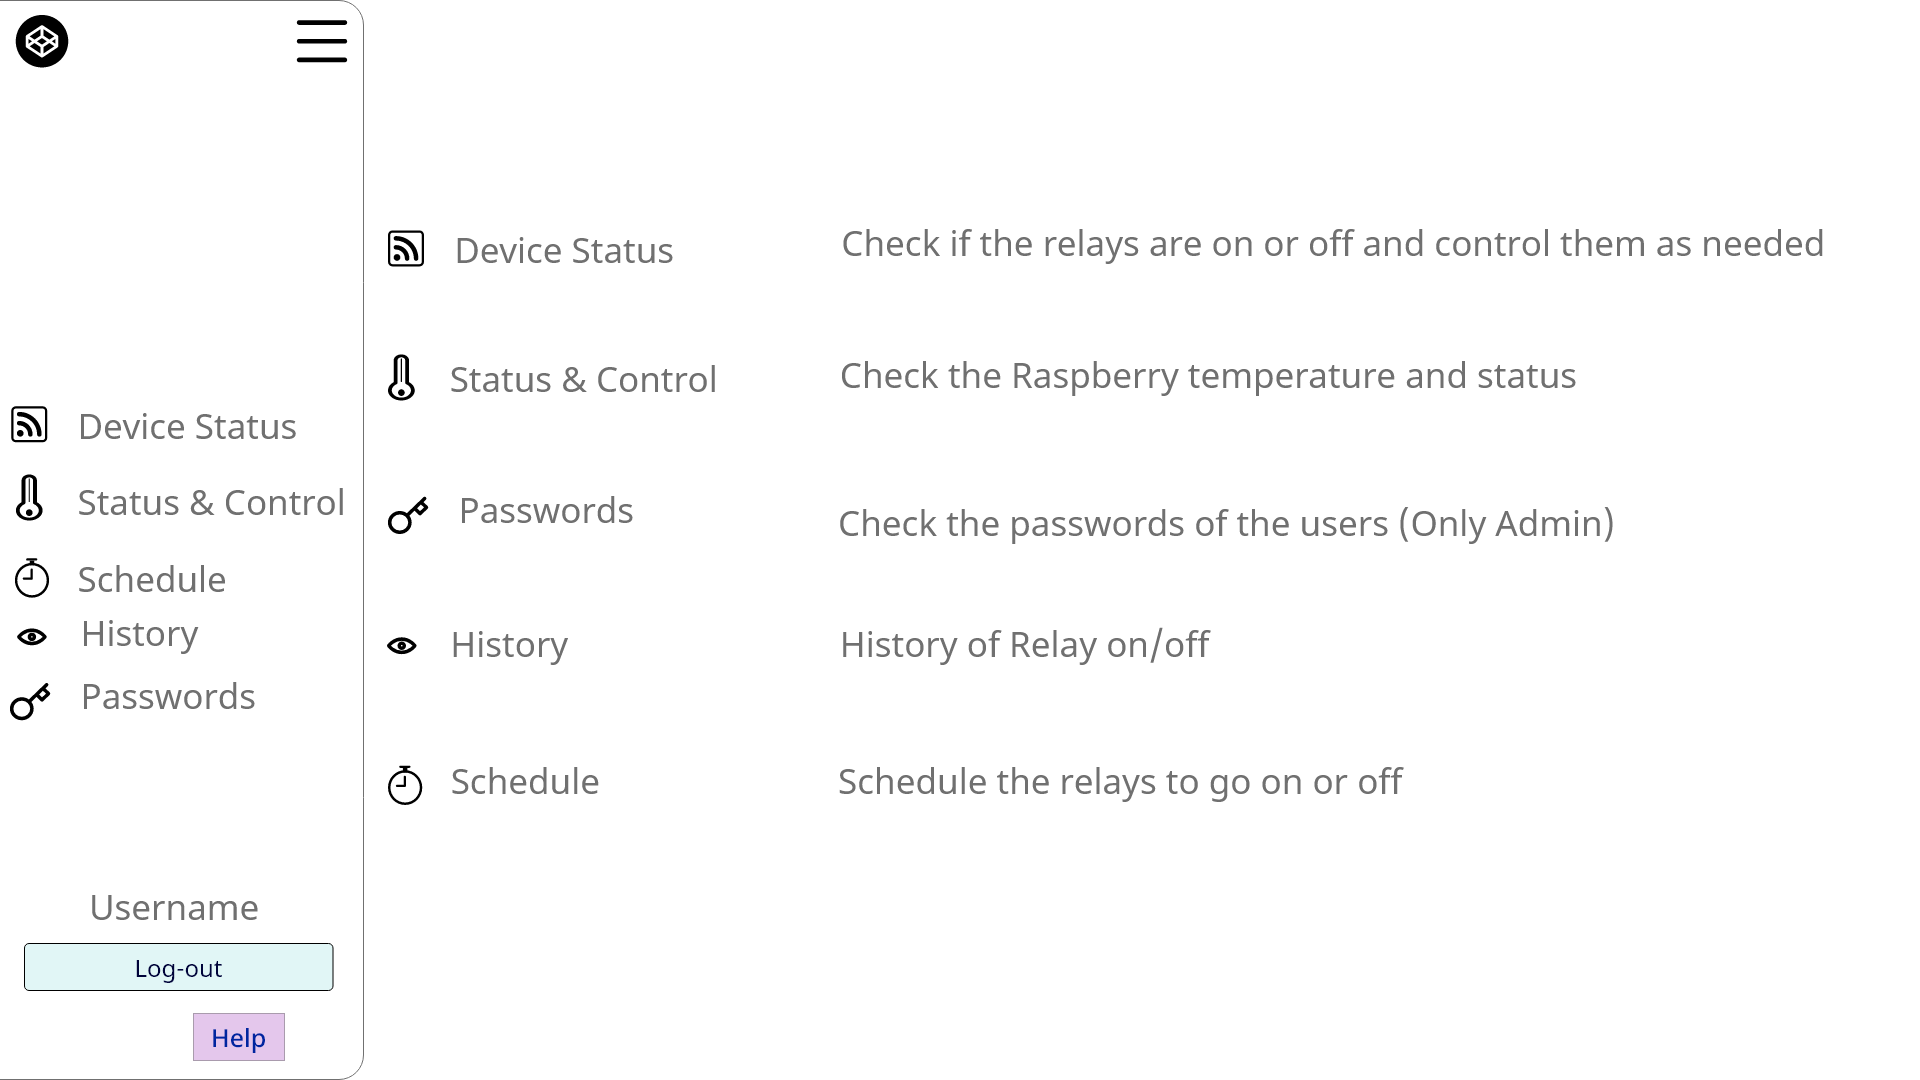 Device Status
Status & Control
Schedule
History
Passwords
Username
Log-out
Help
Device Status Check if the relays are on or off and control them as needed
Status & Control Check the Raspberry temperature and status
Passwords Check the passwords of the users (Only Admin)
History History of Relay on/off
Schedule Schedule the relays to go on or off